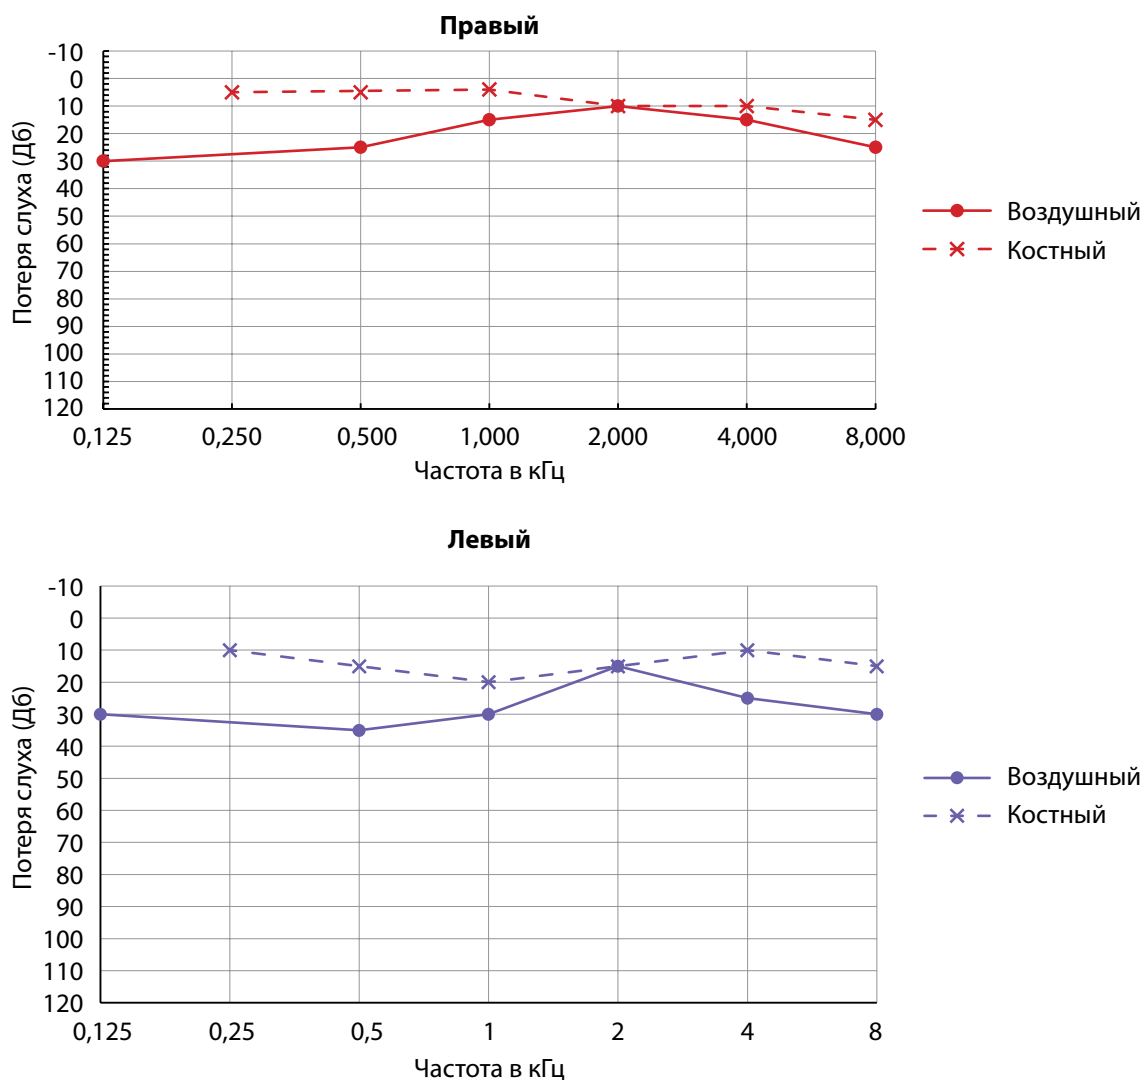 Правый
-10
0
10
20
30
40
50
60
70
80
90
100
110
120
Потеря слуха (Дб)
0,125 0,250 0,500 1,000 2,000 4,000 8,000
Частота в кГц
Воздушный
Костный
Левый
-10
0
10
20
30
40
50
60
70
80
90
100
110
120
Потеря слуха (Дб)
0,125 0,25 0,5 1 2 4 8
Частота в кГц
Воздушный
Костный